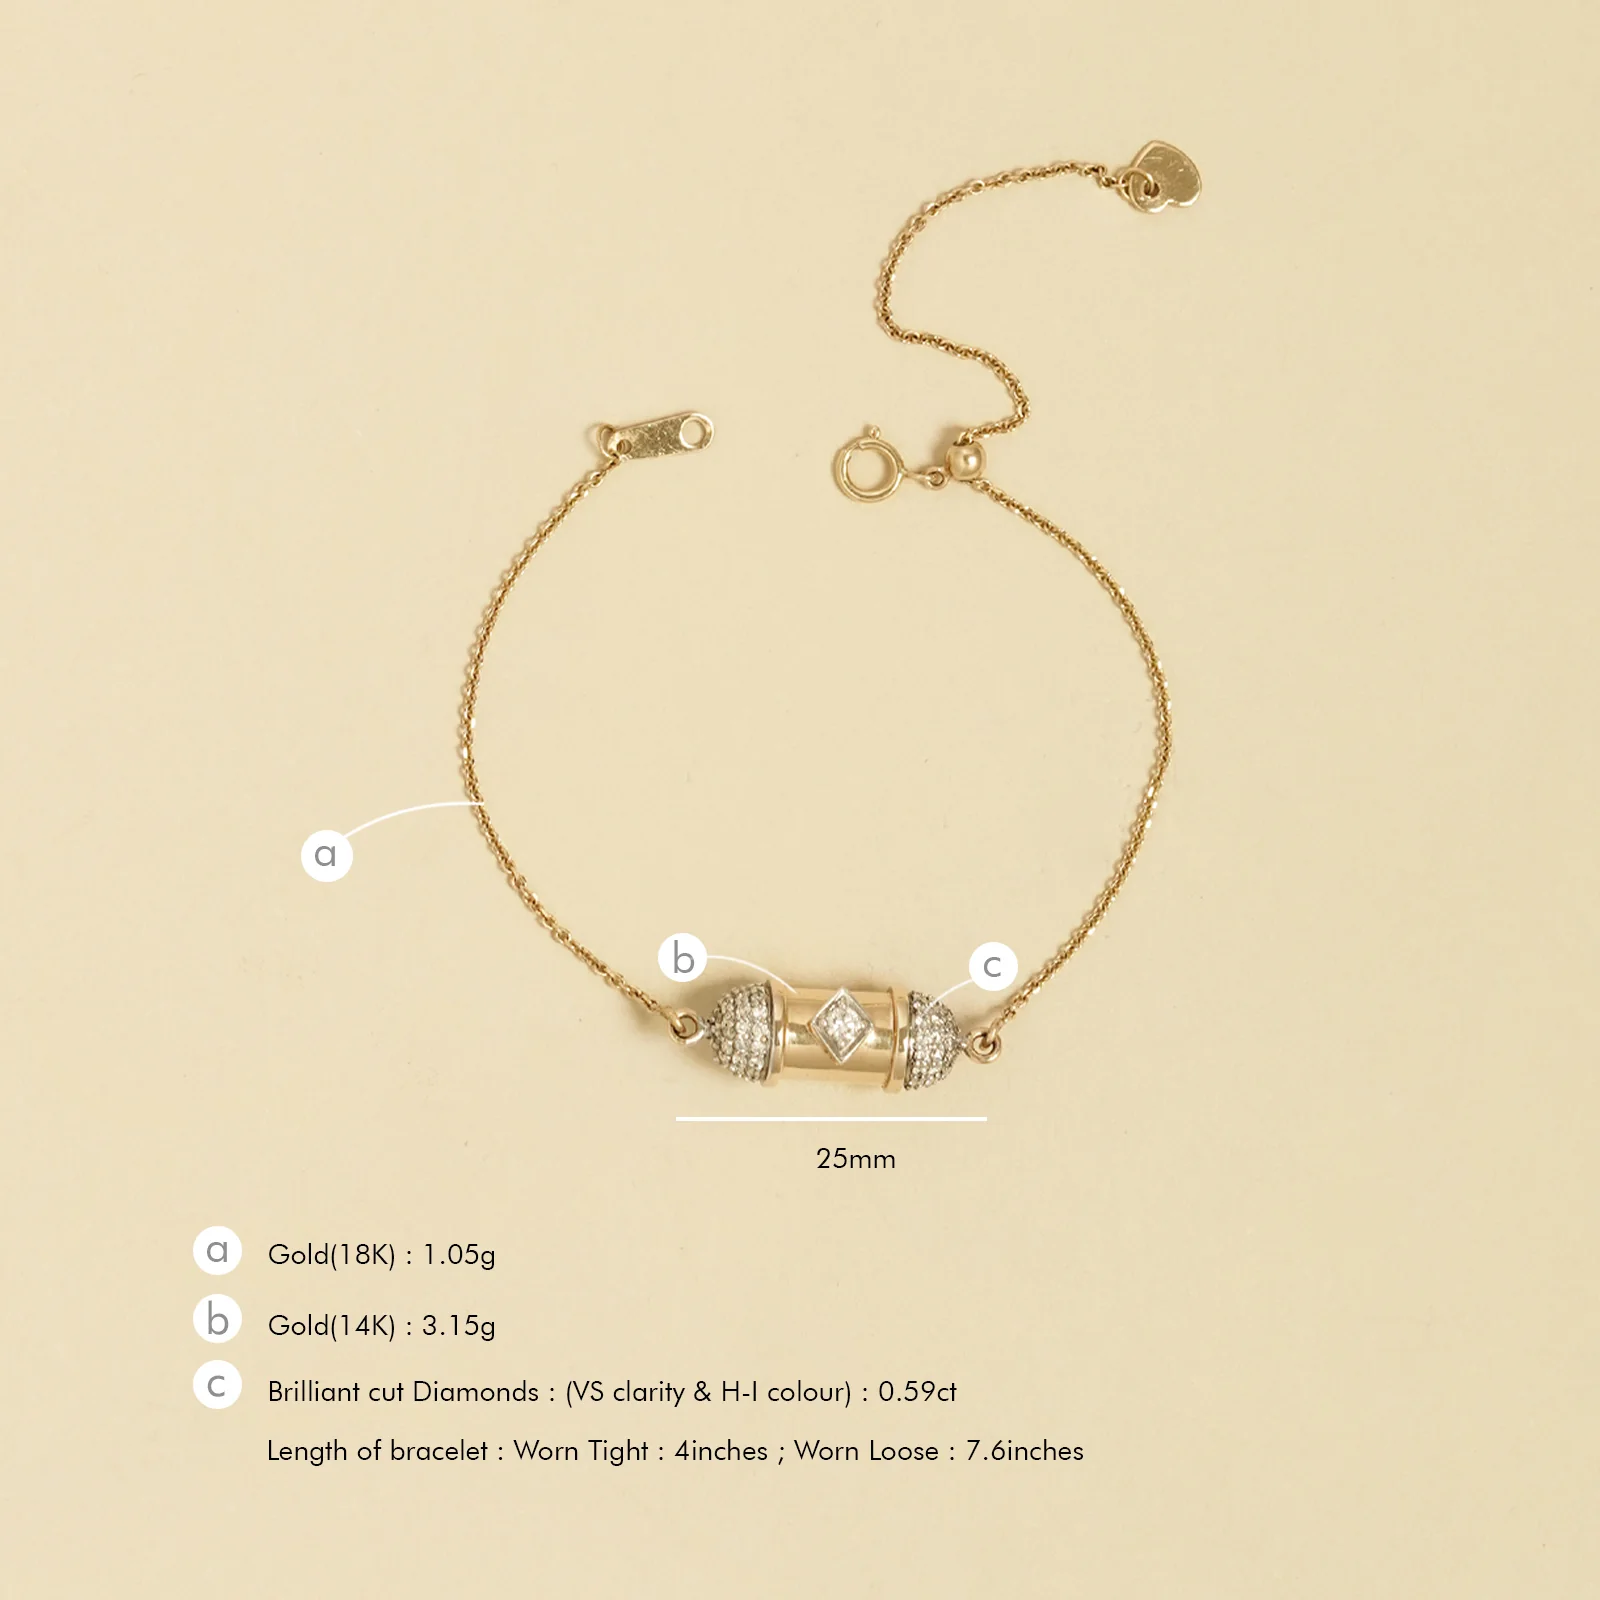 a
b
c
25mm
a Gold(18K) : 1.05g
b Gold(14K) : 3.15g
c Brilliant cut Diamonds : (VS clarity & H-I colour) : 0.59ct
Length of bracelet : Worn Tight : 4inches ; Worn Loose : 7.6inches